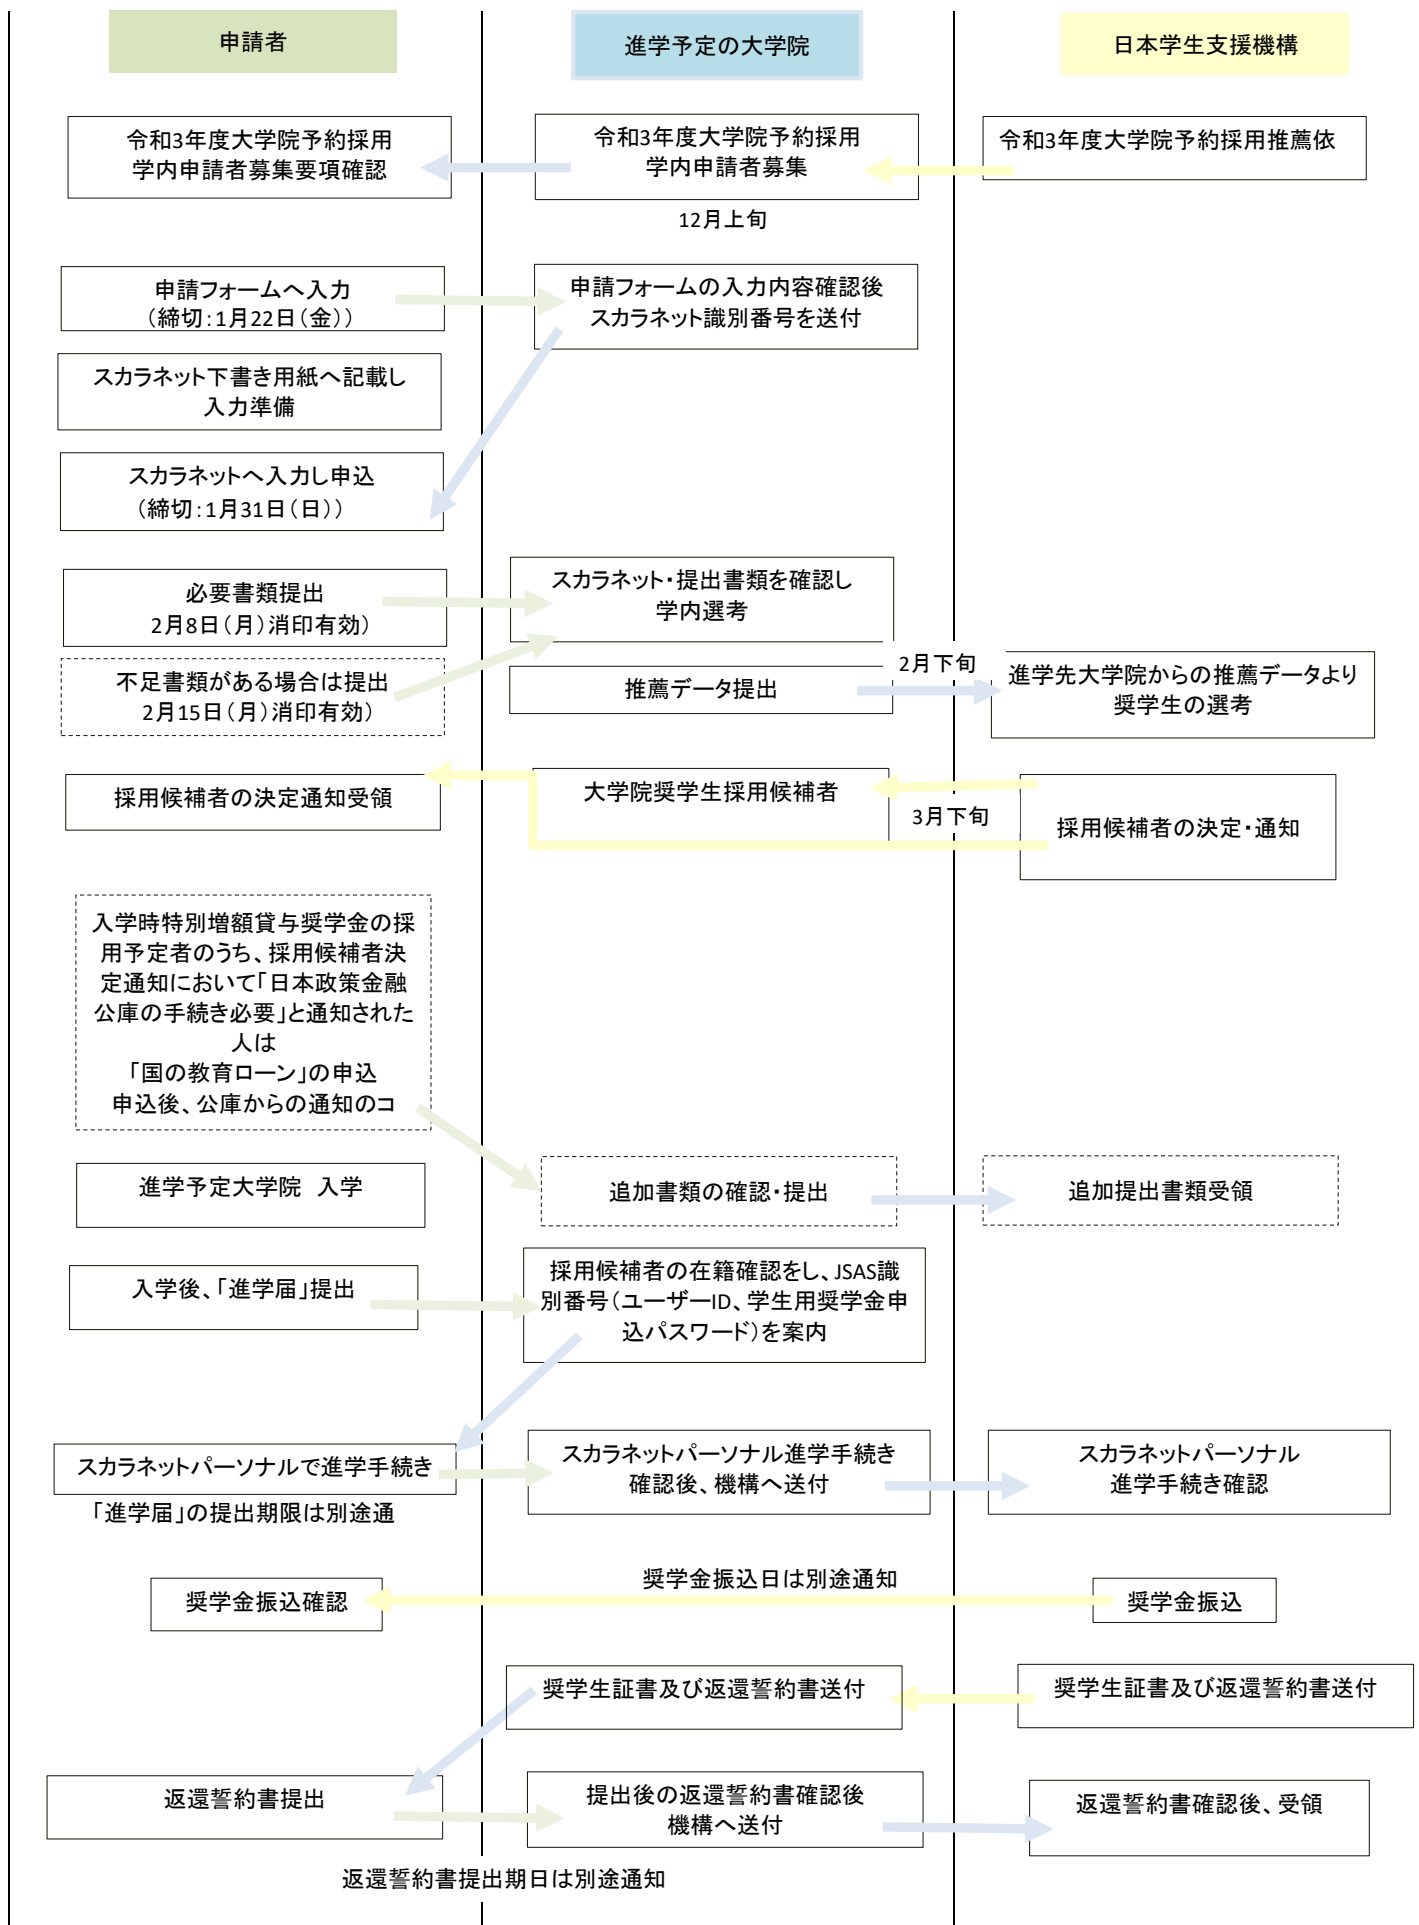 申請者
進学予定の大学院
日本学生支援機構
令和3年度大学院予約採用
学内申請者募集要項確認
令和3年度大学院予約採用
学内申請者募集
令和3年度大学院予約採用推薦依
12月上旬
申請フォームへ入力
（締切：1月22日（金））
申請フォームの入力内容確認後
スカラネット識別番号を送付
スカラネット下書き用紙へ記載し
入力準備
スカラネットへ入力し申込
（締切：1月31日（日））
必要書類提出
2月8日（月）消印有効）
スカラネット・提出書類を確認し
学内選考
不足書類がある場合は提出
2月15日（月）消印有効）
推薦データ提出
2月下旬
進学先大学院からの推薦データより
奨学生の選考
採用候補者の決定通知受領
大学院奨学生採用候補者
3月下旬
採用候補者の決定・通知
入学時特別増額貸与奨学金の採
用予定者のうち、採用候補者決
定通知において「日本政策金融
公庫の手続き必要」と通知された
人は
「国の教育ローン」の申込
申込後、公庫からの通知のコ
進学予定大学院　入学
追加書類の確認・提出
追加提出書類受領
入学後、「進学届」提出
採用候補者の在籍確認をし、JSAS識
別番号（ユーザーID、学生用奨学金申
込パスワード）を案内
スカラネットパーソナルで進学手続き
「進学届」の提出期限は別途通
スカラネットパーソナル進学手続き
確認後、機構へ送付
スカラネットパーソナル
進学手続き確認
奨学金振込日は別途通知
奨学金振込確認
奨学金振込
奨学生証書及び返還誓約書送付
奨学生証書及び返還誓約書送付
返還誓約書提出
提出後の返還誓約書確認後
機構へ送付
返還誓約書確認後、受領
返還誓約書提出期日は別途通知